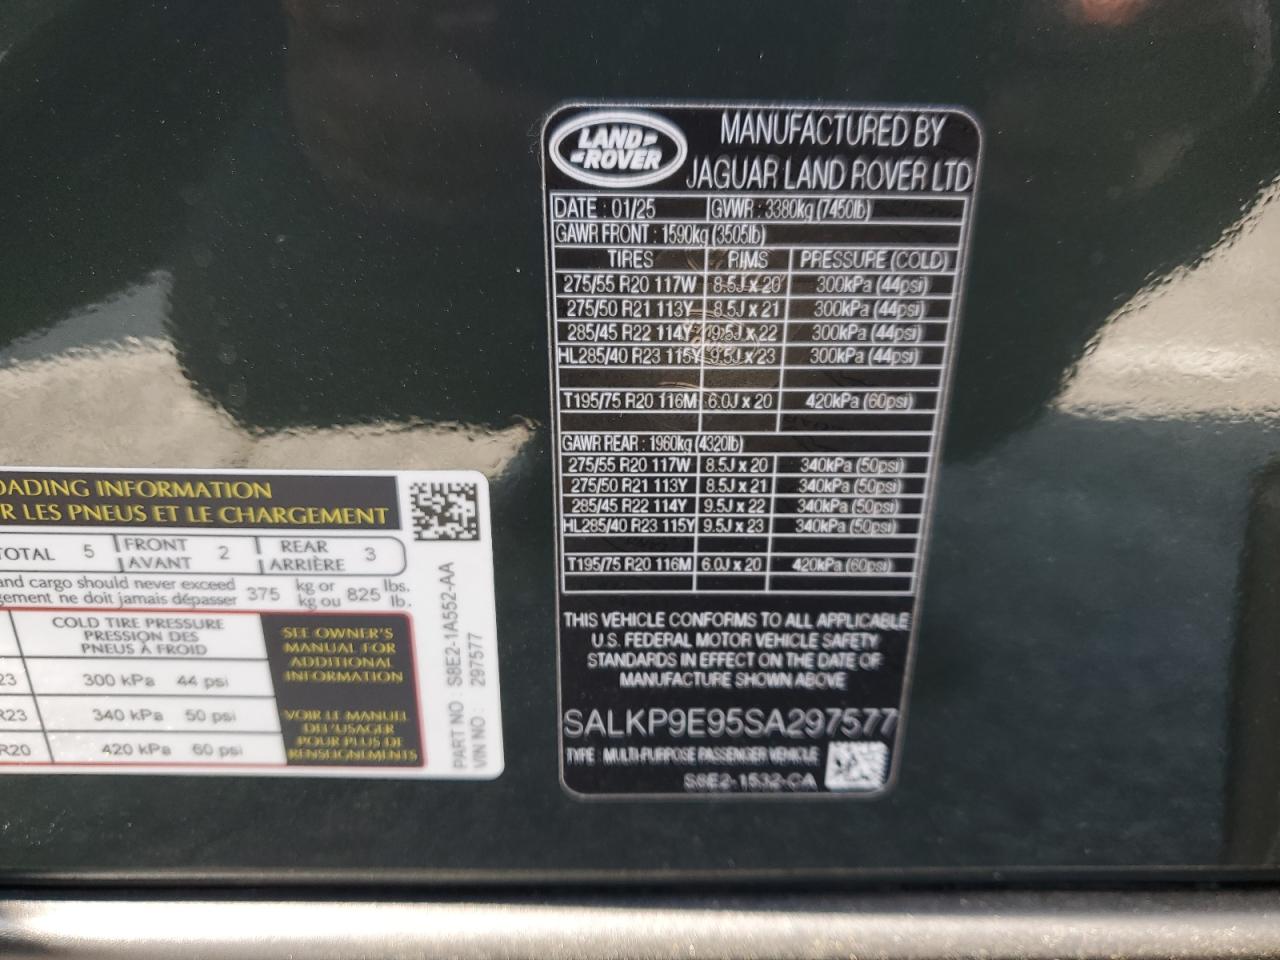 LAND ROVER
MANUFACTURED BY
JAGUAR LAND ROVER LTD
DATE : 01/25 GVWR : 3380kg (7450lb)
GAWR FRONT : 1590kg (3505lb)
TIRES RIMS PRESSURE (COLD)
275/55 R20 117W 8.5J x 20 300kPa (44psi)
275/50 R21 113Y 8.5J x 21 300kPa (44psi)
285/45 R22 114Y 9.5J x 22 300kPa (44psi)
HL285/40 R23 115Y 9.5J x 23 300kPa (44psi)
T195/75 R20 116M 6.0J x 20 420kPa (60psi)
GAWR REAR : 1960kg (4320lb)
275/55 R20 117W 8.5J x 20 340kPa (50psi)
275/50 R21 113Y 8.5J x 21 340kPa (50psi)
285/45 R22 114Y 9.5J x 22 340kPa (50psi)
HL285/40 R23 115Y 9.5J x 23 340kPa (50psi)
T195/75 R20 116M 6.0J x 20 420kPa (60psi)
THIS VEHICLE CONFORMS TO ALL APPLICABLE
U.S. FEDERAL MOTOR VEHICLE SAFETY
STANDARDS IN EFFECT ON THE DATE OF
MANUFACTURE SHOWN ABOVE
SALKP9E95SA297577
TYPE : MULTI-PURPOSE PASSENGER VEHICLE
S8E2-1532-CA
OADING INFORMATION
R LES PNEUS ET LE CHARGEMENT
TOTAL 5 FRONT AVANT 2 REAR ARRIÈRE 3
and cargo should never exceed 375 kg or 825 lbs.
gement ne doit jamais dépasser kg ou lb.
COLD TIRE PRESSURE
PRESSION DES
PNEUS À FROID
23 300 kPa 44 psi
R23 340 kPa 50 psi
R20 420 kPa 60 psi
SEE OWNER'S
MANUAL FOR
ADDITIONAL
INFORMATION
VOIR LE MANUEL
DE L'USAGER
POUR PLUS DE
RENSEIGNEMENTS
PART NO : S8E2-1A552-AA
VIN NO : 297577